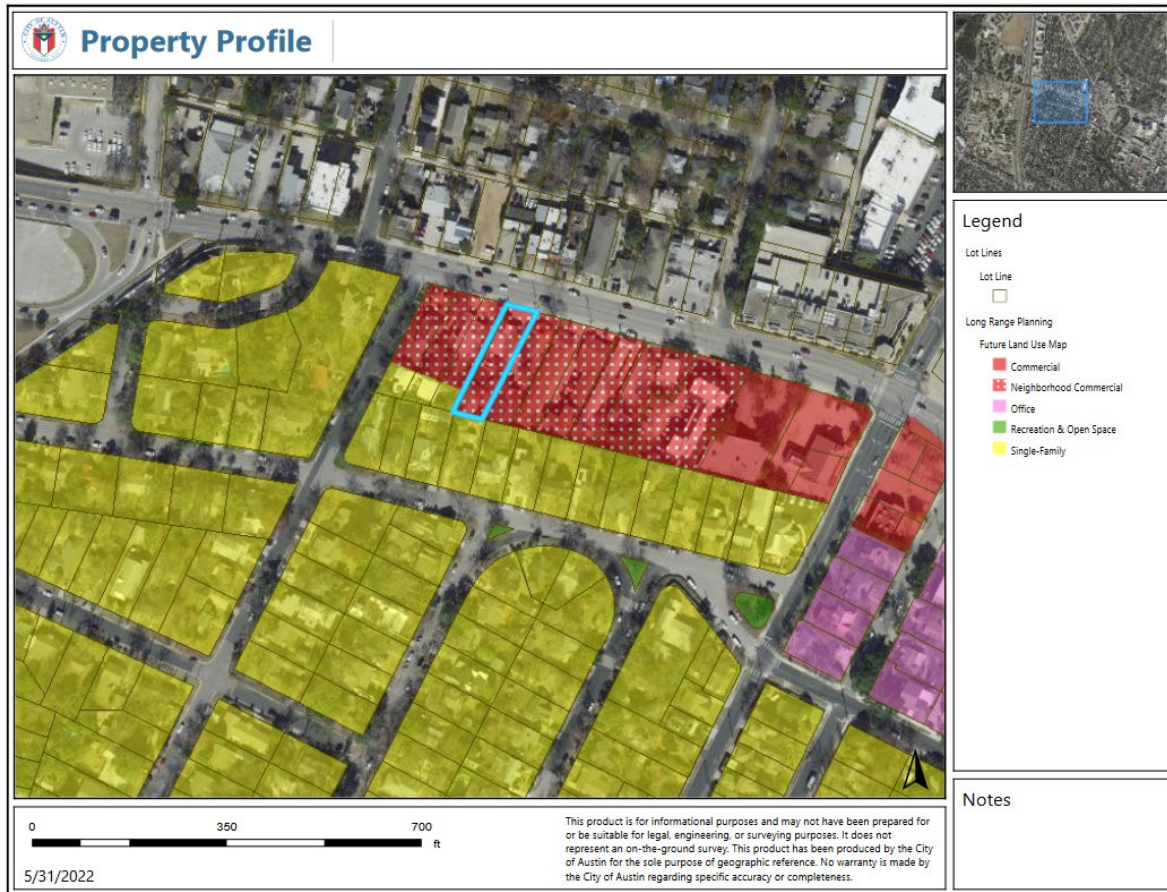 Property Profile
Legend
Lot Lines
Lot Line
Long Range Planning
Future Land Use Map
Commercial
Neighborhood Commercial
Office
Recreation & Open Space
Single-Family
Notes
0 350 700
ft
5/31/2022
This product is for informational purposes and may not have been prepared for
or be suitable for legal, engineering, or surveying purposes. It does not
represent an on-the-ground survey. This product has been produced by the City
of Austin for the sole purpose of geographic reference. No warranty is made by
the City of Austin regarding specific accuracy or completeness.